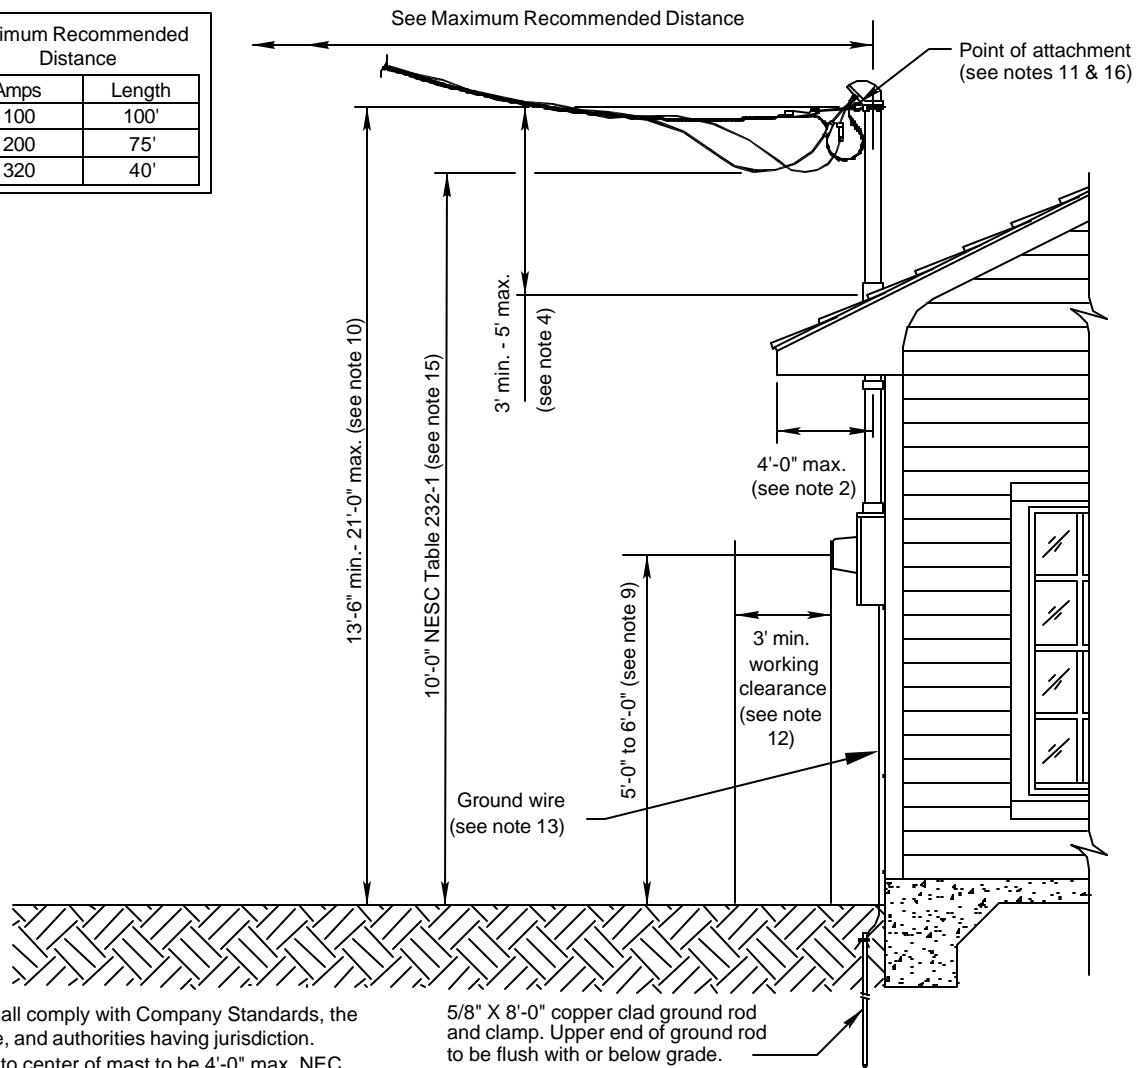 See Maximum Recommended Distance
imum Recommended
Distance
Amps Length
100 100'
200 75'
320 40'
Point of attachment
(see notes 11 & 16)
13'-6" min.- 21'-0" max. (see note 10)
10'-0" NESC Table 232-1 (see note 15)
3' min. - 5' max.
(see note 4)
4'-0" max.
(see note 2)
5'-0" to 6'-0" (see note 9)
3' min.
working
clearance
(see note
12)
Ground wire
(see note 13)
all comply with Company Standards, the
e, and authorities having jurisdiction.
to center of mast to be 4'-0" max. NEC
5/8" X 8'-0" copper clad ground rod
and clamp. Upper end of ground rod
to be flush with or below grade.